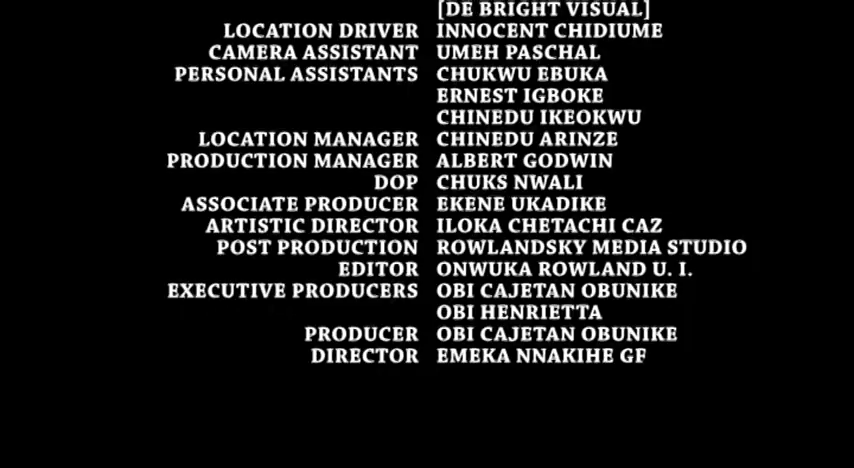 [DE BRIGHT VISUAL]
LOCATION DRIVER INNOCENT CHIDIUME
CAMERA ASSISTANT UMEH PASCHAL
PERSONAL ASSISTANTS CHUKWU EBUKA
ERNEST IGBOKE
CHINEDU IKEOKWU
LOCATION MANAGER CHINEDU ARINZE
PRODUCTION MANAGER ALBERT GODWIN
DOP CHUKS NWALI
ASSOCIATE PRODUCER EKENE UKADIKE
ARTISTIC DIRECTOR ILOKA CHETACHI CAZ
POST PRODUCTION ROWLANDSKY MEDIA STUDIO
EDITOR ONWUKA ROWLAND U. I.
EXECUTIVE PRODUCERS OBI CAJETAN OBUNIKE
OBI HENRIETTA
PRODUCER OBI CAJETAN OBUNIKE
DIRECTOR EMEKA NNAKIHE GF